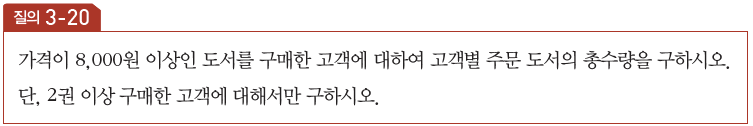 질의 3-20
가격이 8,000원 이상인 도서를 구매한 고객에 대하여 고객별 주문 도서의 총수량을 구하시오.
단, 2권 이상 구매한 고객에 대해서만 구하시오.